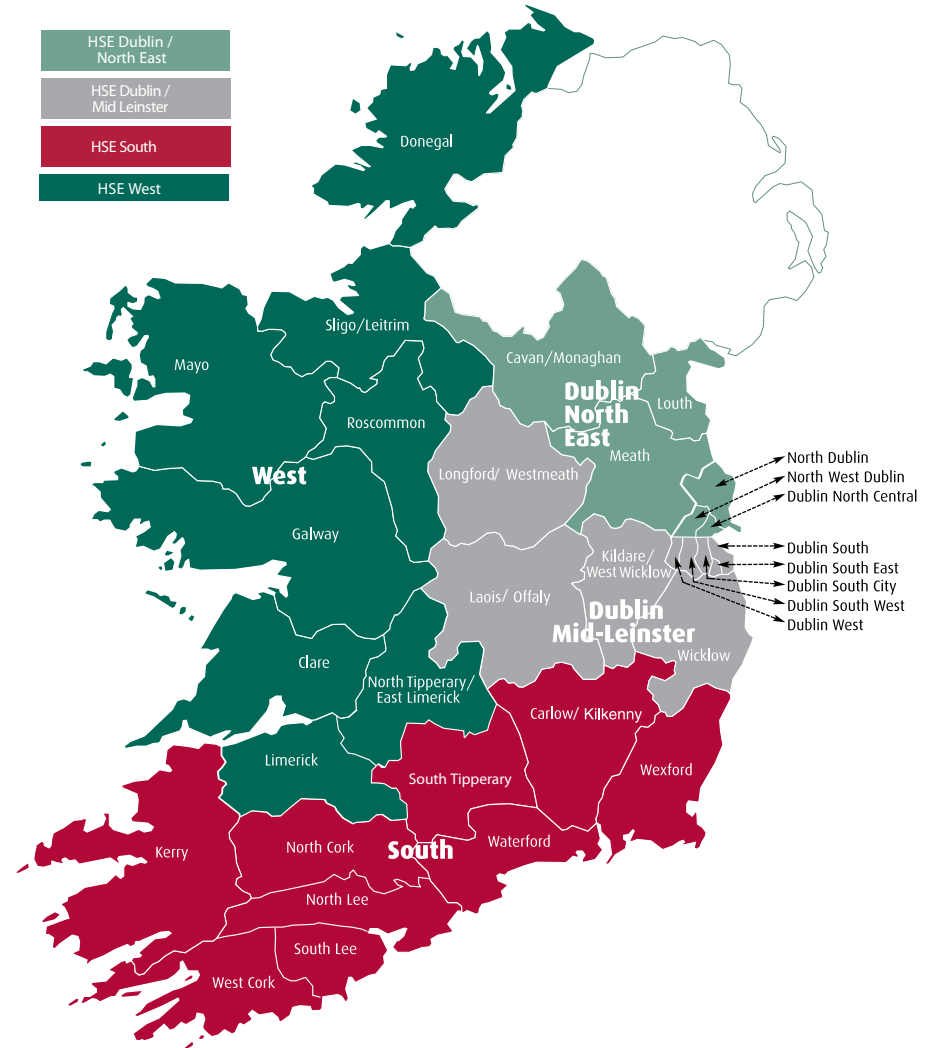 HSE Dublin /
North East
HSE Dublin /
Mid Leinster
HSE South
HSE West
Donegal
Sligo/Leitrim
Mayo
Cavan/Monaghan
Dublin
North
East
Louth
Roscommon
Meath
West
Longford/ Westmeath
North Dublin
North West Dublin
Dublin North Central
Galway
Dublin South
Dublin South East
Dublin South City
Dublin South West
Dublin West
Kildare/
West Wicklow
Laois/ Offaly
Dublin
Mid-Leinster
Wicklow
Clare
North Tipperary/
East Limerick
Carlow/ Kilkenny
Limerick
South Tipperary
Wexford
Kerry
North Cork
South
Waterford
North Lee
South Lee
West Cork